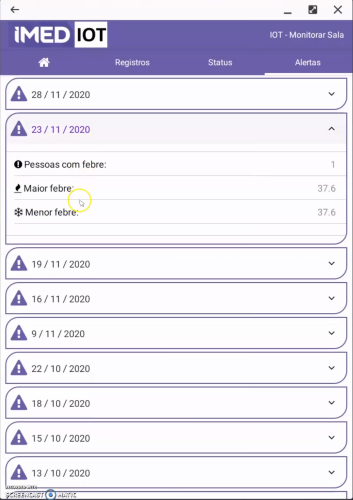 iMED IOT
IOT - Monitorar Sala
Registros
Status
Alertas
28 / 11 / 2020
23 / 11 / 2020
Pessoas com febre:
1
Maior febre:
37.6
Menor febre:
37.6
19 / 11 / 2020
16 / 11 / 2020
9 / 11 / 2020
22 / 10 / 2020
18 / 10 / 2020
15 / 10 / 2020
13 / 10 / 2020
RECORDED WITH
SCREENCAST MATIC